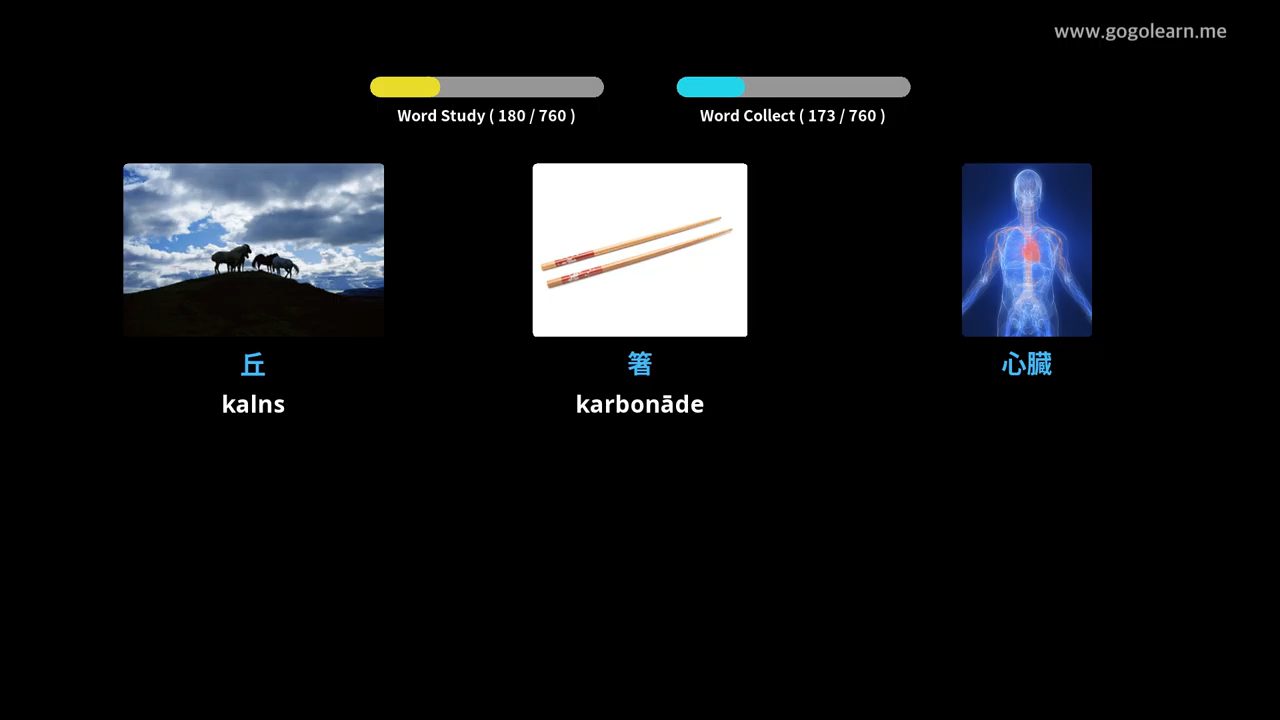 www.gogolearn.me
Word Study ( 180 / 760 )
Word Collect ( 173 / 760 )
丘
箸
心臓
kalns
karbonāde